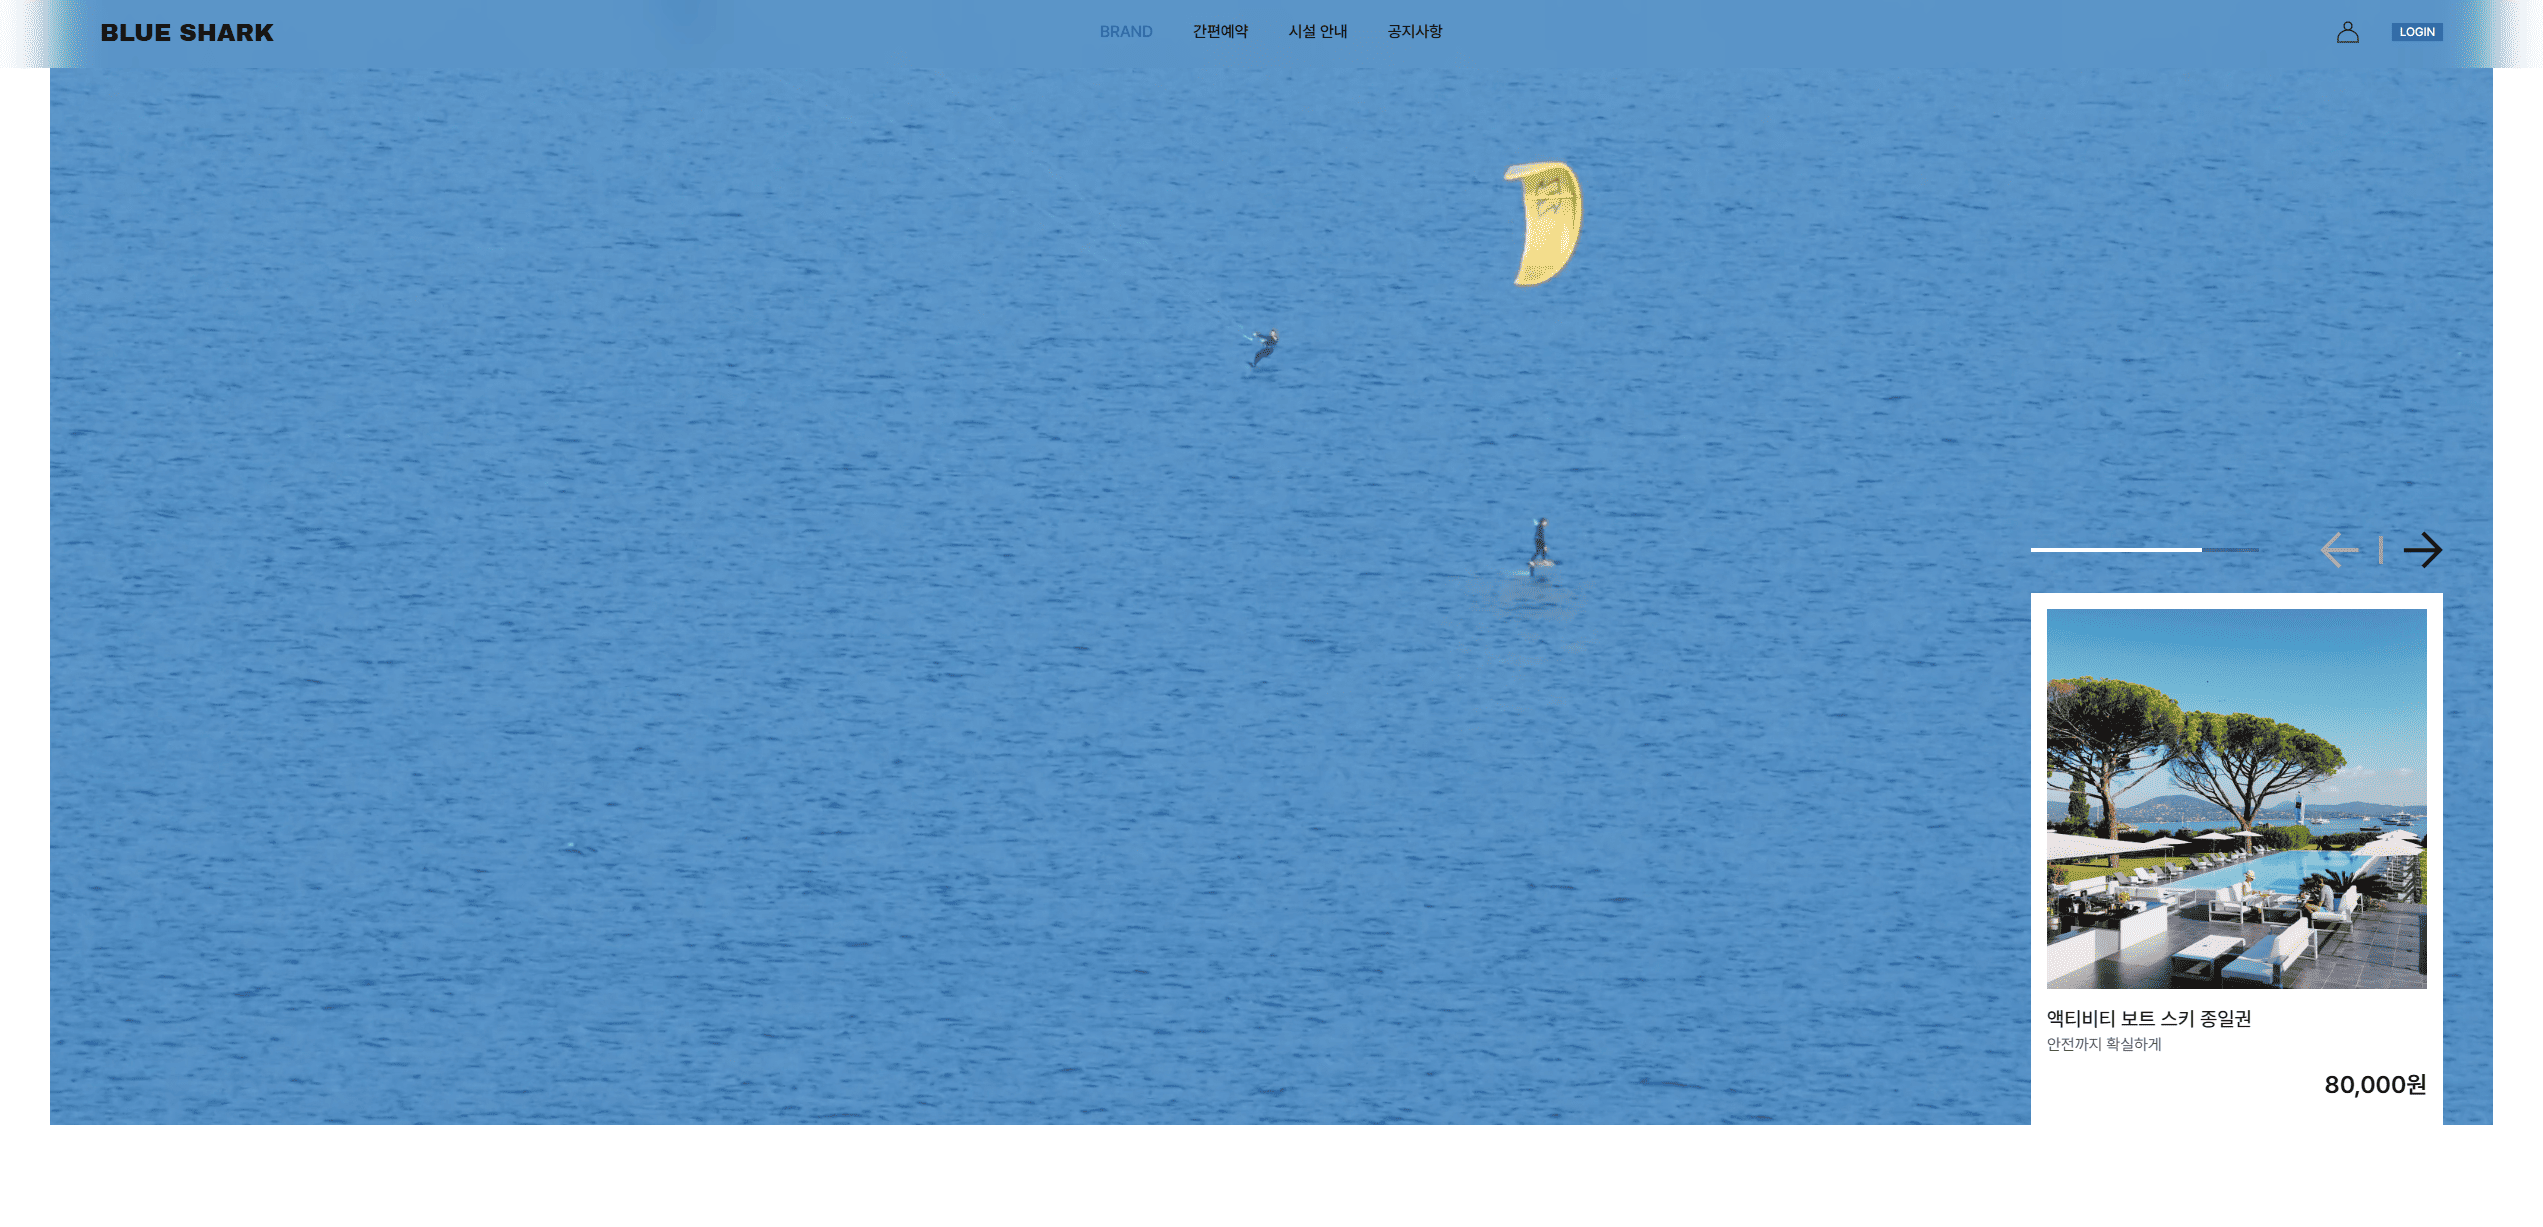 BLUE SHARK
BRAND 간편예약 시설 안내 공지사항
LOGIN
액티비티 보트 스키 종일권
안전까지 확실하게
80,000원